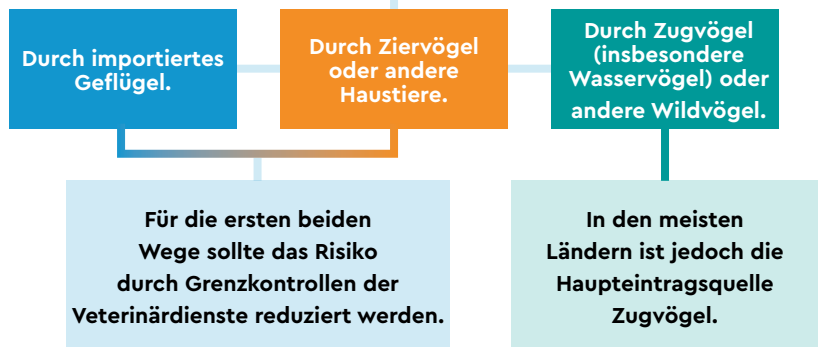 Durch importiertes
Geflügel.
Durch Ziervögel
oder andere
Haustiere.
Durch Zugvögel
(insbesondere
Wasservögel) oder
andere Wildvögel.
Für die ersten beiden
Wege sollte das Risiko
durch Grenzkontrollen der
Veterinärdienste reduziert werden.
In den meisten
Ländern ist jedoch die
Haupteintragsquelle
Zugvögel.